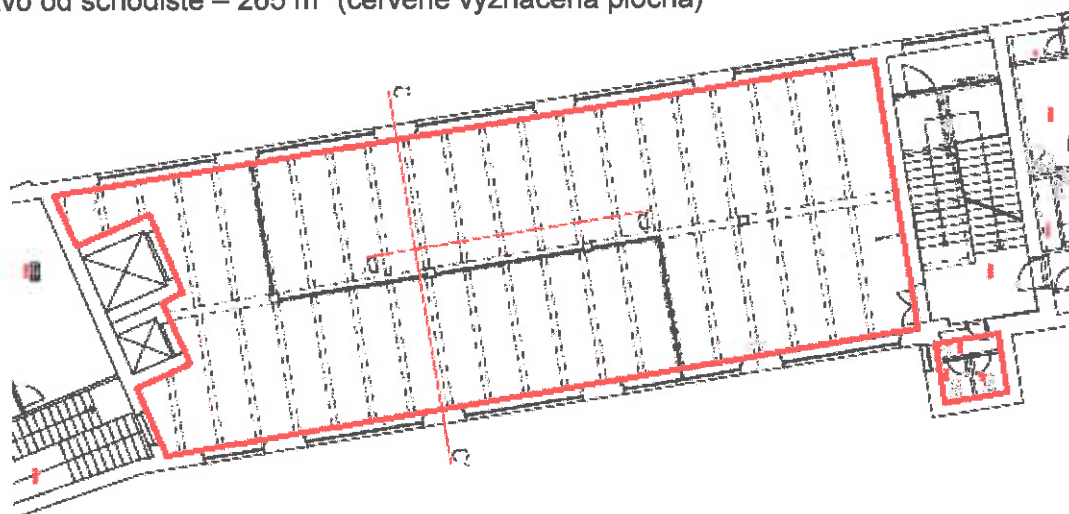 vo od schodiště – 265 m² (červeně vyznačená plocha)